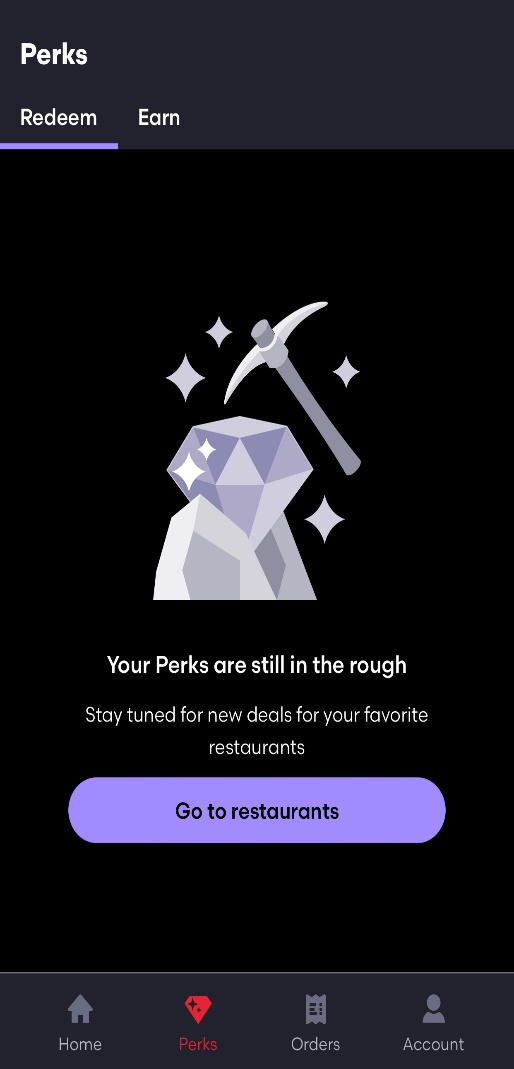 Perks
Redeem Earn
Your Perks are still in the rough
Stay tuned for new deals for your favorite
restaurants
Go to restaurants
Home Perks Orders Account